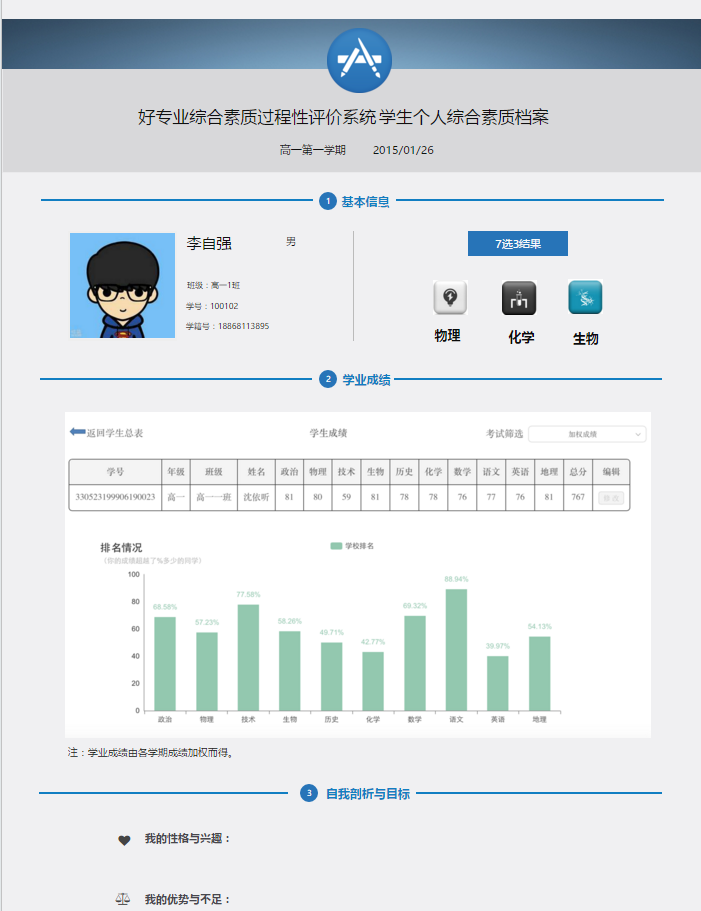 好专业综合素质过程性评价系统 学生个人综合素质档案
高一第一学期 2015/01/26
1 基本信息
李自强 男
班级：高一1班
学号：100102
学籍号：18868113895
7选3结果
物理 化学 生物
2 学业成绩
返回学生总表 学生成绩 考试筛选 加权成绩
学号 年级 班级 姓名 政治 物理 技术 生物 历史 化学 数学 语文 英语 地理 总分 编辑
330523199906190023 高一 高一一班 沈依昕 81 80 59 81 78 78 76 77 76 81 767 修改
排名情况 学校排名
（你的成绩超越了%多少的同学）
100
80
60
40
20
0
68.58% 57.23% 77.58% 58.26% 49.71% 42.77% 69.32% 88.94% 39.97% 54.13%
政治 物理 技术 生物 历史 化学 数学 语文 英语 地理
注：学业成绩由各学期成绩加权而得。
3 自我剖析与目标
我的性格与兴趣：
我的优势与不足：